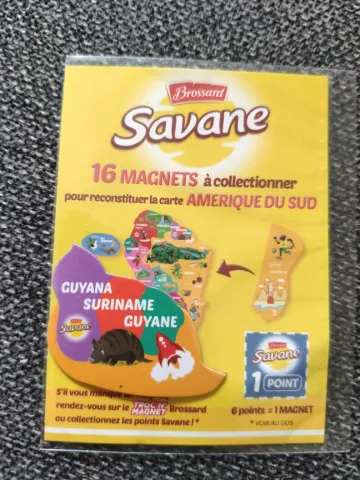 Brossard
Savane
16 MAGNETS à collectionner
pour reconstituer la carte AMERIQUE DU SUD
GUYANA
SURINAME
GUYANE
Savane
Brossard
Savane
1 POINT
S'il vous manque
rendez-vous sur le TROC'N MAGNET Brossard
ou collectionnez les points Savane ! *
6 points = 1 MAGNET
* VOIR AU DOS